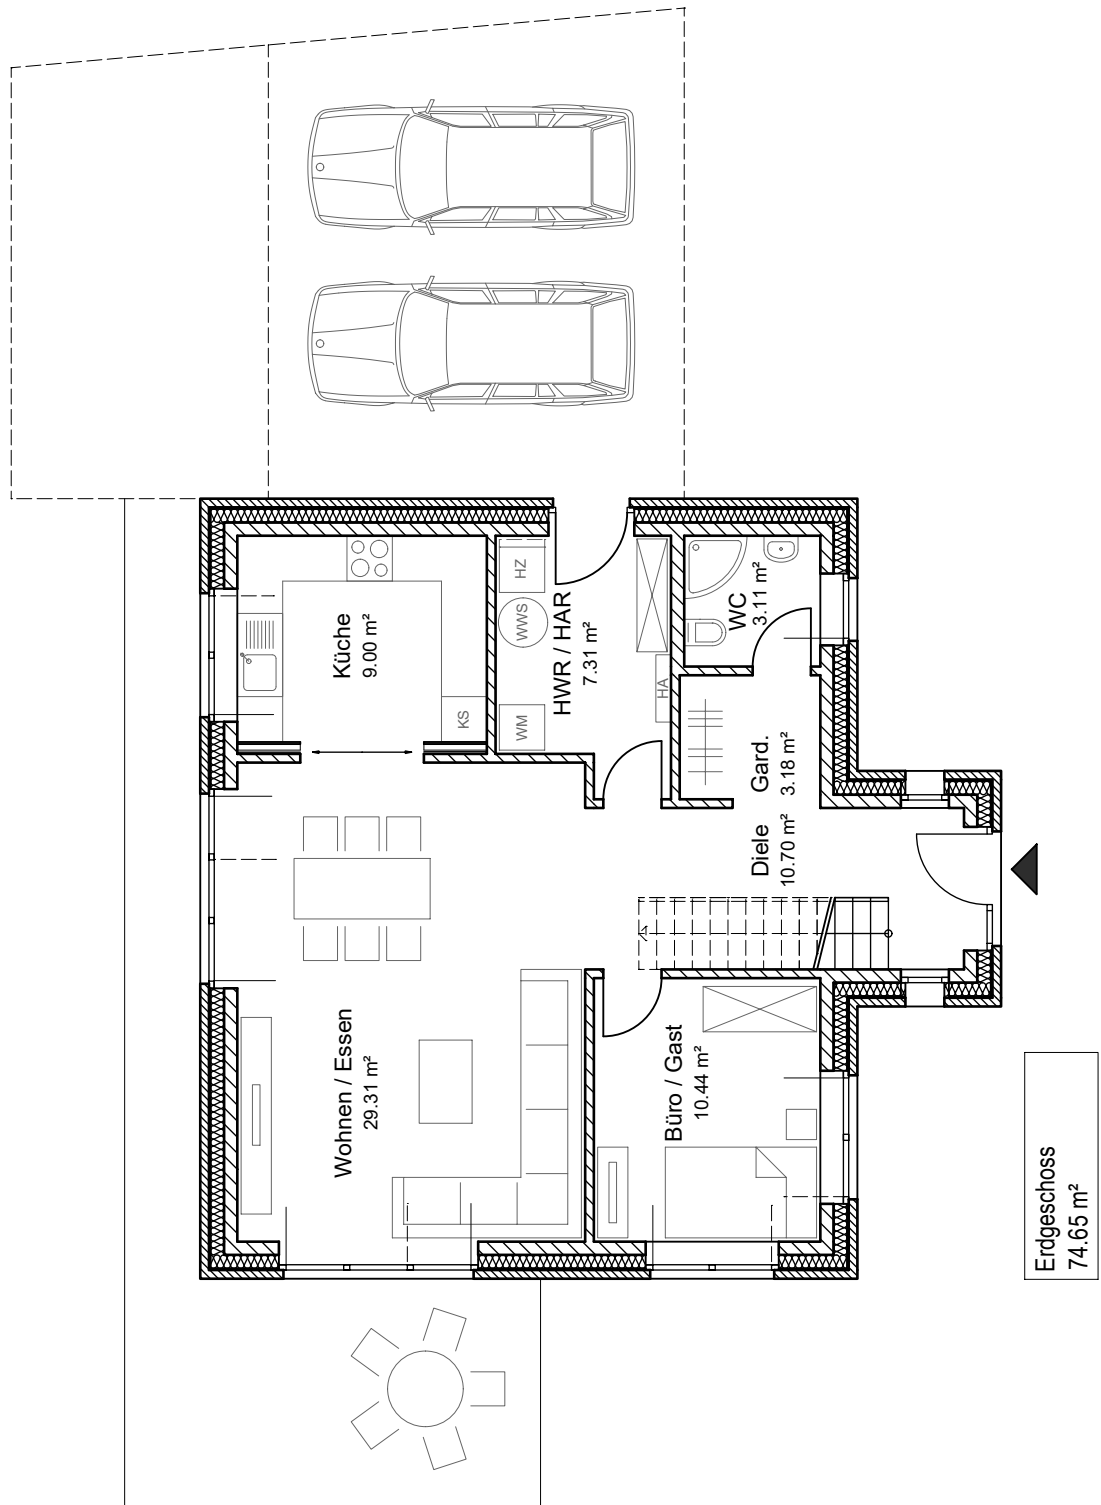 Küche
9.00 m²
KS
HZ
WWS
WM
HWR / HAR
7.31 m²
HA
WC
3.11 m²
Gard.
3.18 m²
Diele
10.70 m²
Wohnen / Essen
29.31 m²
Büro / Gast
10.44 m²
Erdgeschoss
74.65 m²